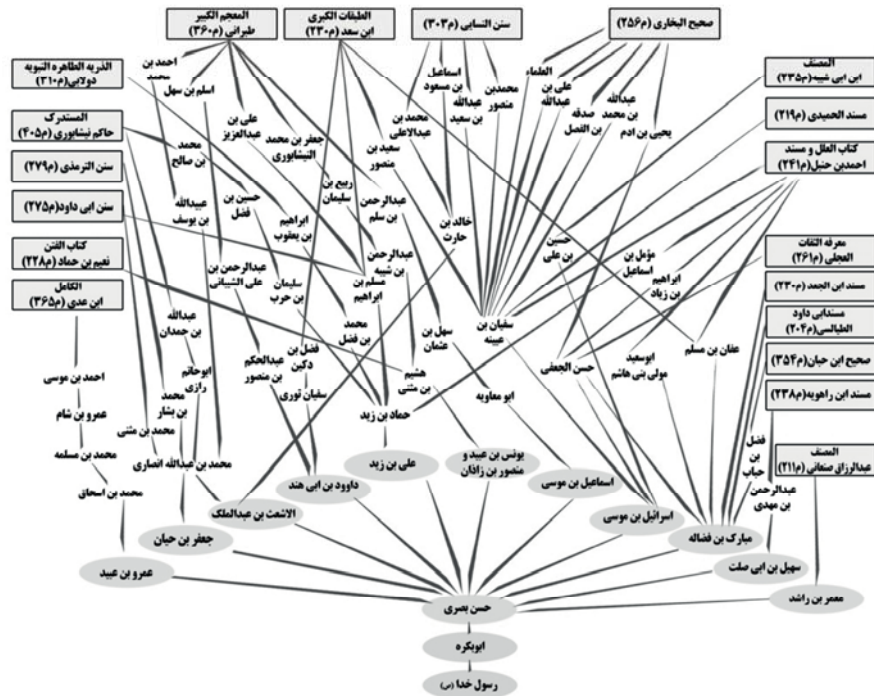 صحیح البخاری (م۲۵۶)
سنن النسایی (م۳۰۳)
الطبقات الکبری
ابن سعد (م۲۳۰)
المعجم الکبیر
طبرانی (م۳۶۰)
الذریه الطاهره النبویه
دولابی(م۳۱۰)
المستدرک
حاکم نیشابوری (م۴۰۵)
سنن الترمذی (م۲۷۹)
سنن ابی داود(م۲۷۵)
کتاب الفتن
نعیم بن حماد (م۲۲۸)
الکامل
ابن عدی (م۳۶۵)
المصنف
ابن ابی شیبه(م۲۳۵)
مسند الحمیدی (م۲۱۹)
کتاب العلل و مسند
احمدبن حنبل(م۲۴۱)
معرفه الثقات
العجلی (م۲۶۱)
مسند ابن الجعد (م۲۳۰)
مسندابی داود
الطیالسی(م۲۰۴)
صحیح ابن حبان (م۳۵۴)
مسند ابن راهویه(م۲۳۸)
المصنف
عبدالرزاق صنعانی (م۲۱۱)
احمد بن
محمد
اسلم بن سهل
علی بن
عبدالعزیز
جعفر بن محمد
النیشابوری
محمد بن
عبدالاعلی
اسماعیل
بن مسعود
عبدالله
بن سعید
محمدبن
منصور
العلماء
علی بن
عبدالله
صدقه
بن الفضل
عبدالله
بن محمد
یحیی بن ادم
محمد
بن صالح
حسین بن
فضل
ربیع بن
سلیمان
سعید بن
منصور
عبیدالله
بن یوسف
ابراهیم
بن یعقوب
عبدالرحمن
بن سلم
خالد بن
حارث
عبدالرحمن بن
علی الشیبانی
سلیمان
بن حرب
عبدالرحمن
بن شیبه
مسلم بن
ابراهیم
حسین
بن علی
مؤمل بن
اسماعیل
ابراهیم
بن زیاد
عبدالله
بن حمدان
محمد
بن فضل
سهل بن
عثمان
سفیان بن
عیینه
عفان بن مسلم
ابوحاتم
رازی
عبدالحکم
بن منصور
فضل بن
دکین
سفیان ثوری
هشیم
بن مثنی
ابوسعید
مولی بنی هاشم
حسن الجعفی
احمد بن موسی
عمرو بن شام
محمد بن مسلمه
محمد بن اسحاق
محمد
بن بشار
محمد بن مثنی
محمد بن عبدالله انصاری
حماد بن زید
ابو معاویه
فضل
بن
حباب
عبدالرحمن
بن مهدی
علی بن زید
یونس بن عبید و
منصور بن زاذان
اسماعیل بن موسی
داوود بن ابی هند
الاشعث بن عبدالملک
اسرائیل بن موسی
جعفر بن حیان
مبارک بن فضاله
سهیل بن ابی صلت
عمرو بن عبید
معمر بن راشد
حسن بصری
ابوبکره
رسول خدا (ص)